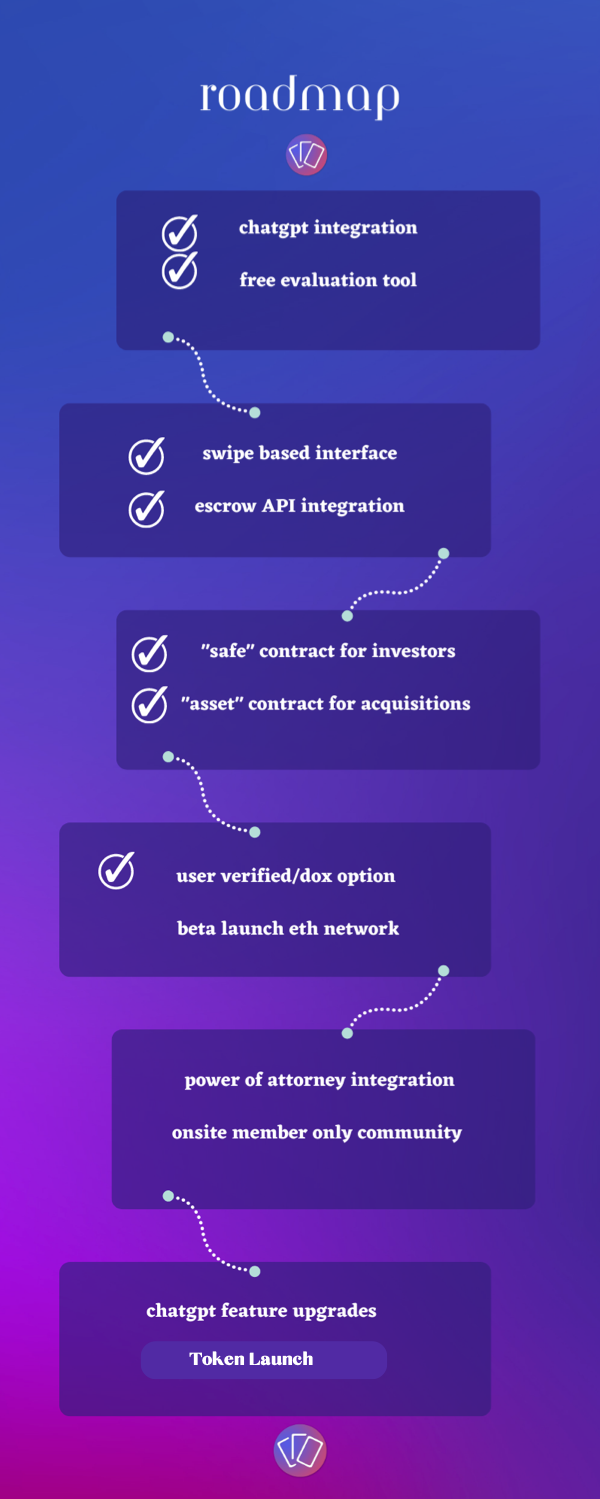 roadmap
chatgpt integration
free evaluation tool
swipe based interface
escrow API integration
"safe" contract for investors
"asset" contract for acquisitions
user verified/dox option
beta launch eth network
power of attorney integration
onsite member only community
chatgpt feature upgrades
Token Launch